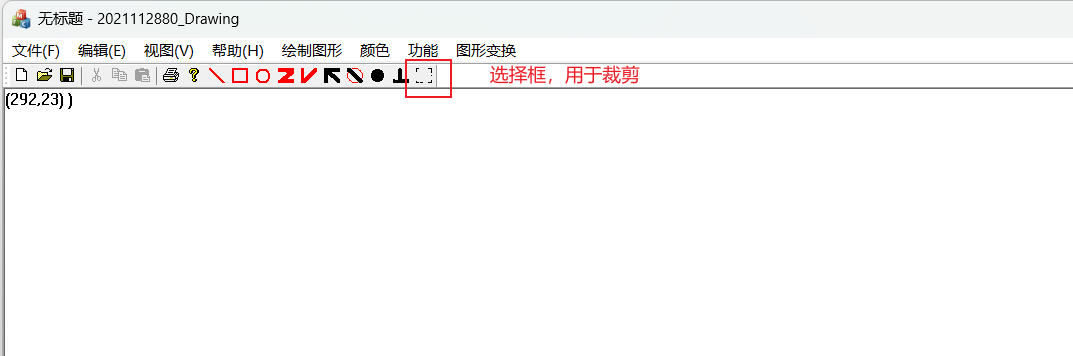 无标题 - 2021112880_Drawing
文件(F) 编辑(E) 视图(V) 帮助(H) 绘制图形 颜色 功能 图形变换
选择框，用于裁剪
(292,23) )